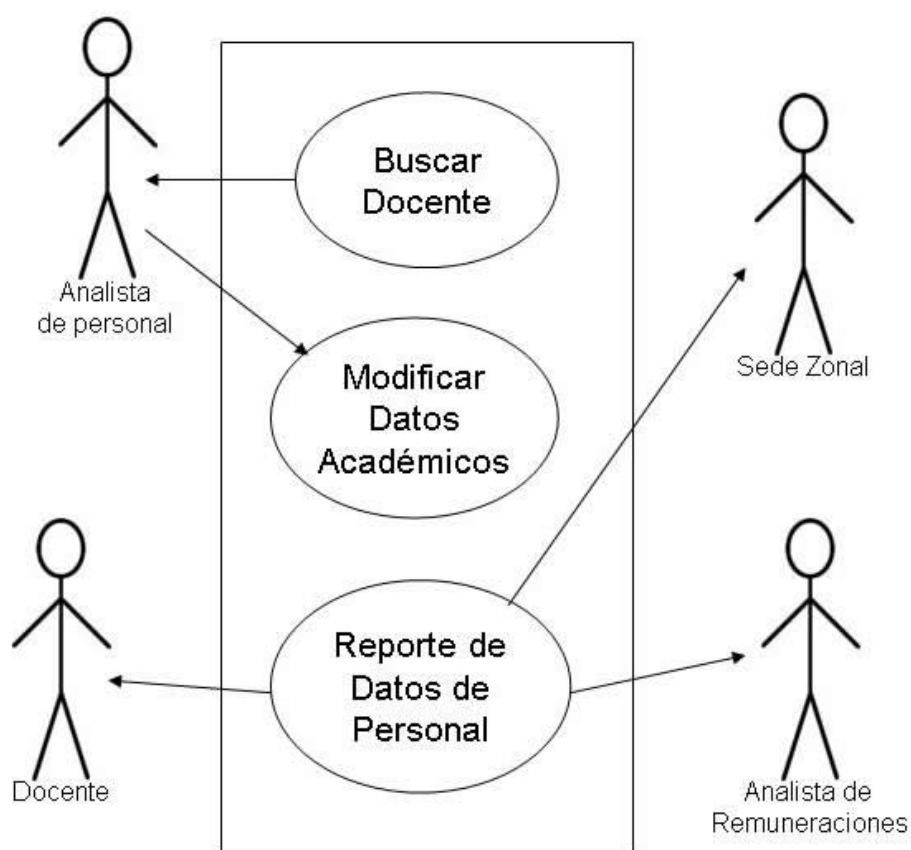 Buscar
Docente
Analista
de personal
Modificar
Datos
Académicos
Sede Zonal
Reporte de
Datos de
Personal
Docente
Analista de
Remuneraciones